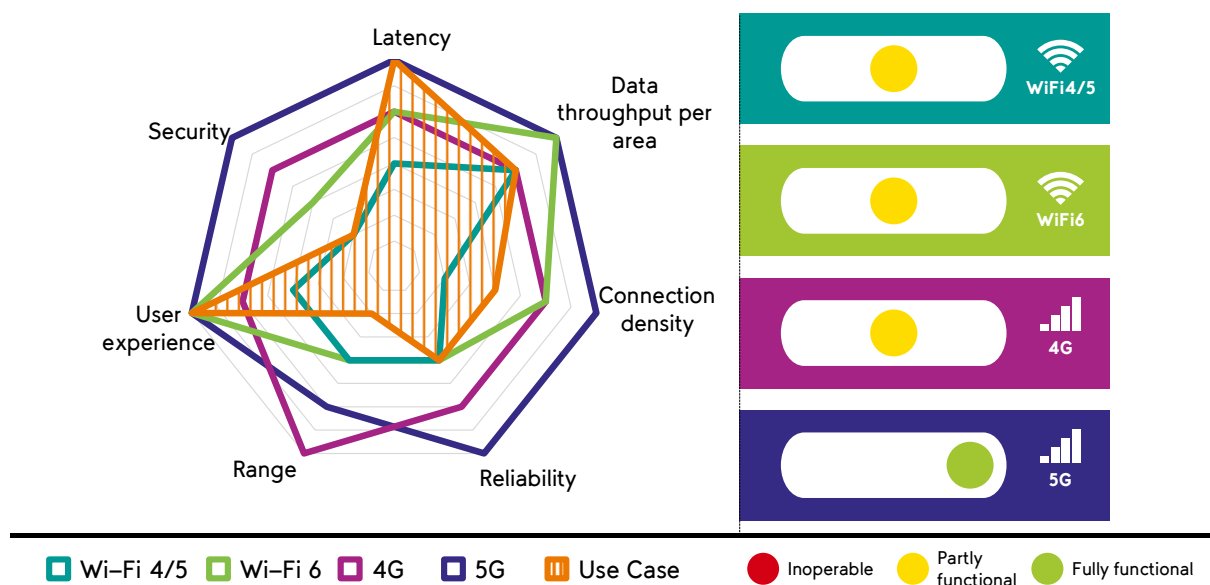 Latency
Data
throughput per
area
Security
Connection
density
User
experience
Range
Reliability
WiFi4/5
WiFi6
4G
5G
Wi–Fi 4/5
Wi–Fi 6
4G
5G
Use Case
Inoperable
Partly
functional
Fully functional